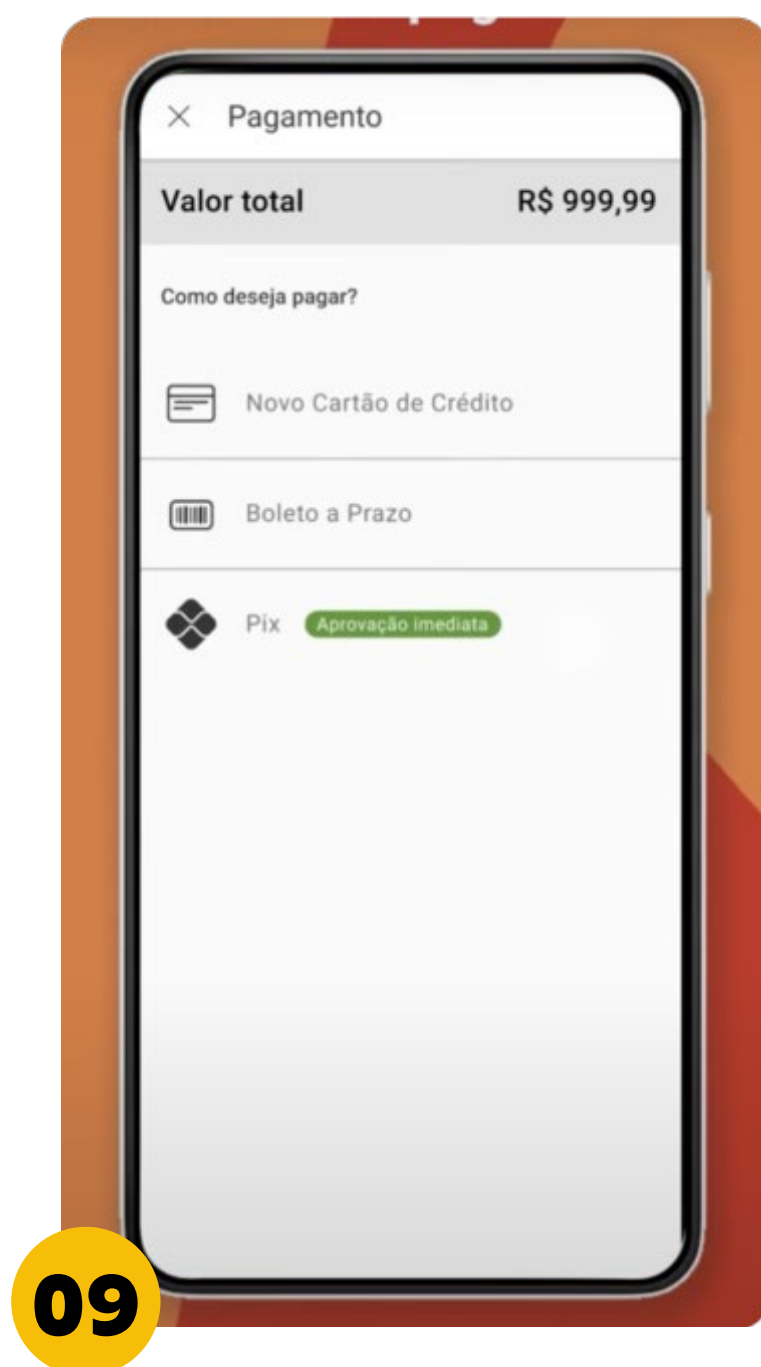 Pagamento
Valor total R$ 999,99
Como deseja pagar?
Novo Cartão de Crédito
Boleto a Prazo
Pix Aprovação imediata
09